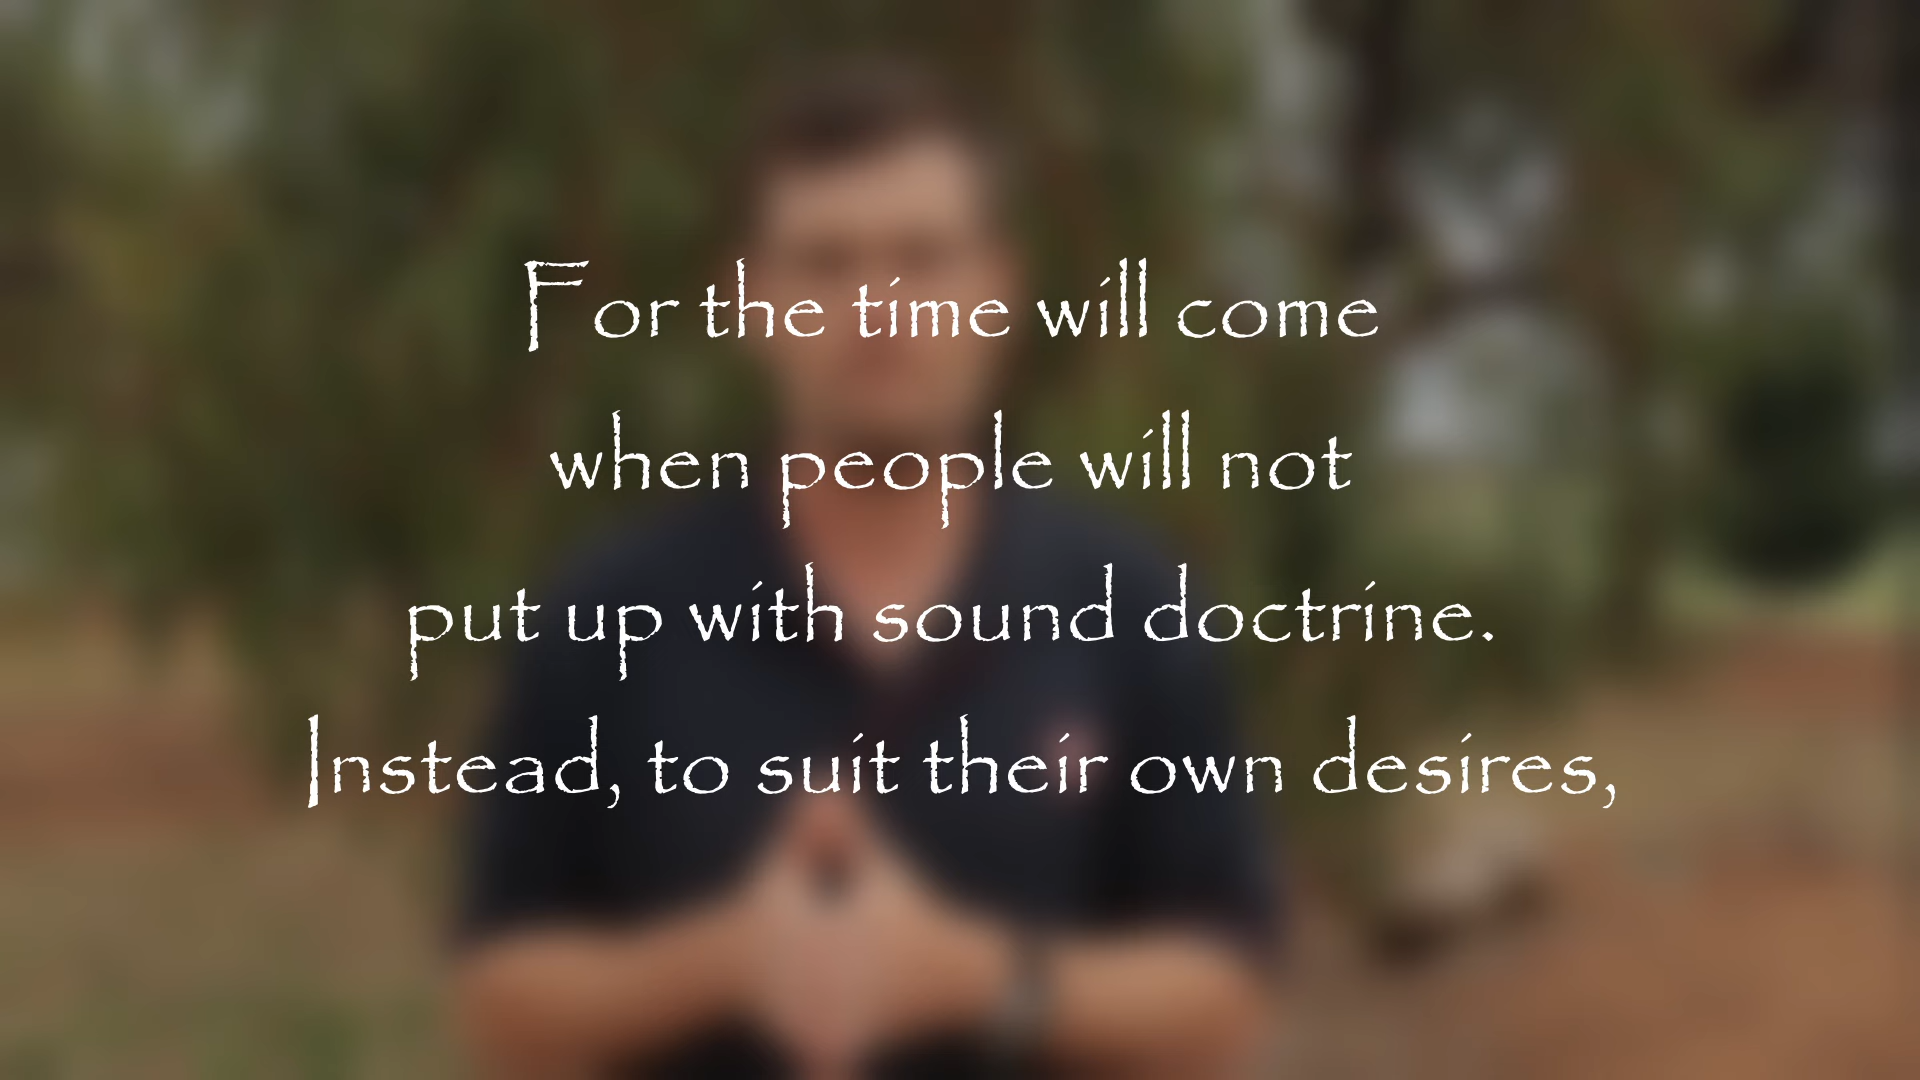 For the time will come
when people will not
put up with sound doctrine.
Instead, to suit their own desires,